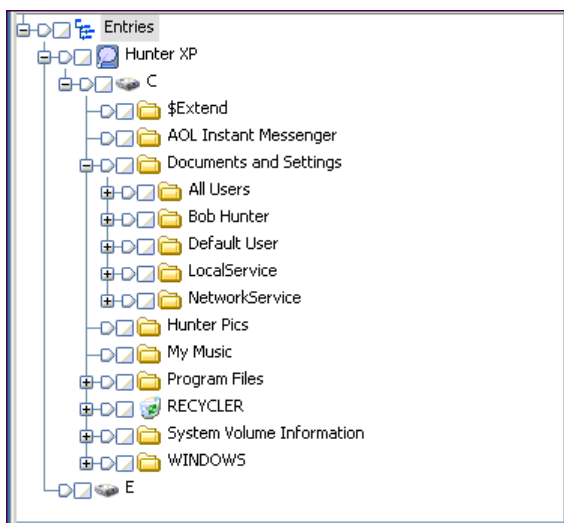 Entries
Hunter XP
C
$Extend
AOL Instant Messenger
Documents and Settings
All Users
Bob Hunter
Default User
LocalService
NetworkService
Hunter Pics
My Music
Program Files
RECYCLER
System Volume Information
WINDOWS
E